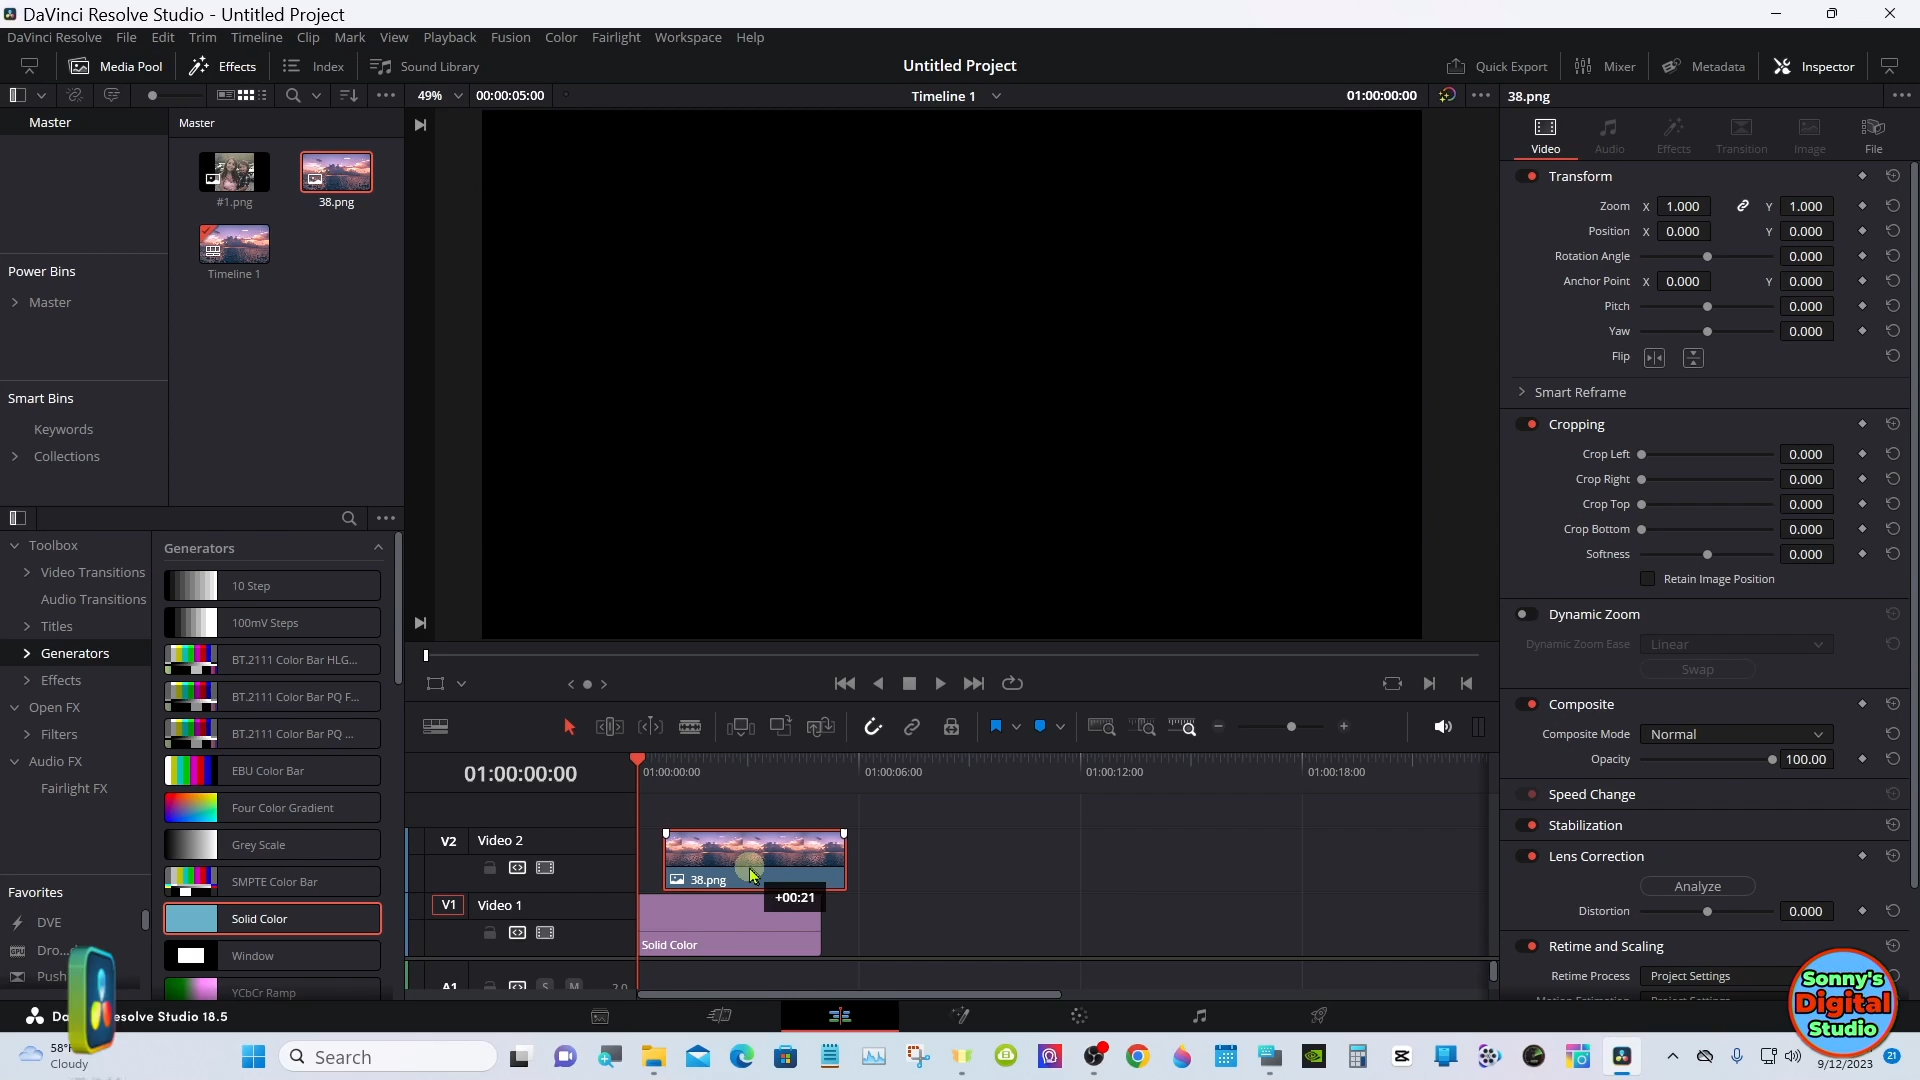 DaVinci Resolve Studio - Untitled Project
DaVinci Resolve File Edit Trim Timeline Clip Mark View Playback Fusion Color Fairlight Workspace Help
Media Pool Effects Index Sound Library Untitled Project Quick Export Mixer Metadata Inspector
49% 00:00:05:00 Timeline 1 01:00:00:00 38.png
Master Master
#1.png 38.png
Timeline 1
Power Bins
Master
Smart Bins
Keywords
Collections
Video Audio Effects Transition Image File
Transform
Zoom X 1.000 Y 1.000
Position X 0.000 Y 0.000
Rotation Angle 0.000
Anchor Point X 0.000 Y 0.000
Pitch 0.000
Yaw 0.000
Flip
Smart Reframe
Cropping
Crop Left 0.000
Crop Right 0.000
Crop Top 0.000
Crop Bottom 0.000
Softness 0.000
Retain Image Position
Dynamic Zoom
Dynamic Zoom Ease Linear
Swap
Composite
Composite Mode Normal
Opacity 100.00
Speed Change
Stabilization
Lens Correction
Analyze
Distortion 0.000
Retime and Scaling
Retime Process Project Settings
Toolbox
Video Transitions
Audio Transitions
Titles
Generators
Effects
Open FX
Filters
Audio FX
Fairlight FX
Favorites
DVE
Dro...
Push
Generators
10 Step
100mV Steps
BT.2111 Color Bar HLG...
BT.2111 Color Bar PQ F...
BT.2111 Color Bar PQ ...
EBU Color Bar
Four Color Gradient
Grey Scale
SMPTE Color Bar
Solid Color
Window
YCbCr Ramp
01:00:00:00 01:00:00:00 01:00:06:00 01:00:12:00 01:00:18:00
V2 Video 2
38.png
+00:21
V1 Video 1
Solid Color
A1 S M 2.0
Da esolve Studio 18.5
Sonny's
Digital
Studio
58°F
Cloudy
Search
9/12/2023
21